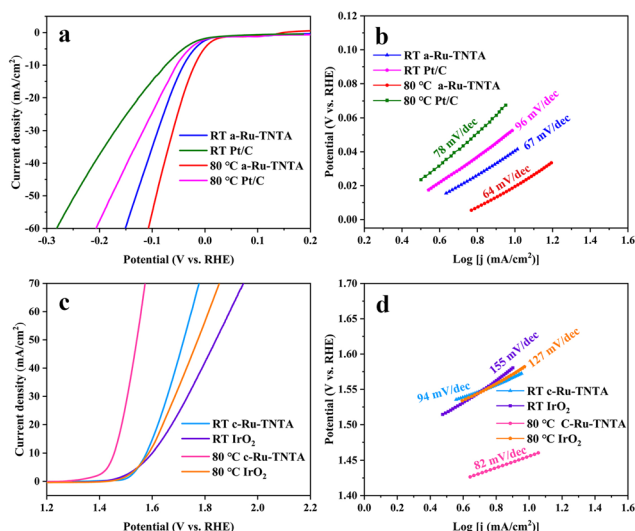 a
Current density (mA/cm²)
0
-10
-20
-30
-40
-50
-60
RT a-Ru-TNTA
RT Pt/C
80 °C a-Ru-TNTA
80 °C Pt/C
-0.3
-0.2
-0.1
0.0
0.1
0.2
Potential (V vs. RHE)
b
Potential (V vs. RHE)
0.12
0.10
0.08
0.06
0.04
0.02
0.00
RT a-Ru-TNTA
RT Pt/C
80 °C a-Ru-TNTA
80 °C Pt/C
78 mV/dec
96 mV/dec
67 mV/dec
64 mV/dec
0.0
0.2
0.4
0.6
0.8
1.0
1.2
1.4
1.6
Log |j (mA/cm²)|
c
Current density (mA/cm²)
70
60
50
40
30
20
10
0
RT c-Ru-TNTA
RT IrO₂
80 °C c-Ru-TNTA
80 °C IrO₂
1.2
1.4
1.6
1.8
2.0
2.2
Potential (V vs. RHE)
d
Potential (V vs. RHE)
1.70
1.65
1.60
1.55
1.50
1.45
1.40
155 mV/dec
127 mV/dec
94 mV/dec
RT c-Ru-TNTA
RT IrO₂
80 °C C-Ru-TNTA
80 °C IrO₂
82 mV/dec
0.0
0.2
0.4
0.6
0.8
1.0
1.2
1.4
1.6
Log [j (mA/cm²)]